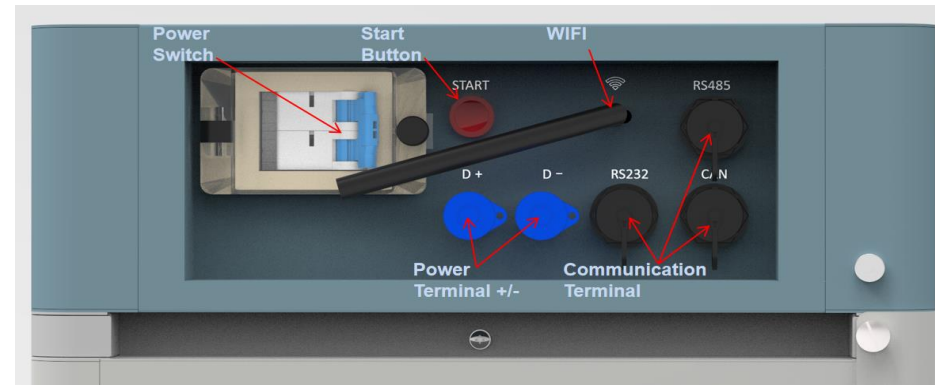 Power
Switch
Start
Button
WIFI
START
RS485
D +
D −
RS232
CAN
Power
Terminal +/-
Communication
Terminal